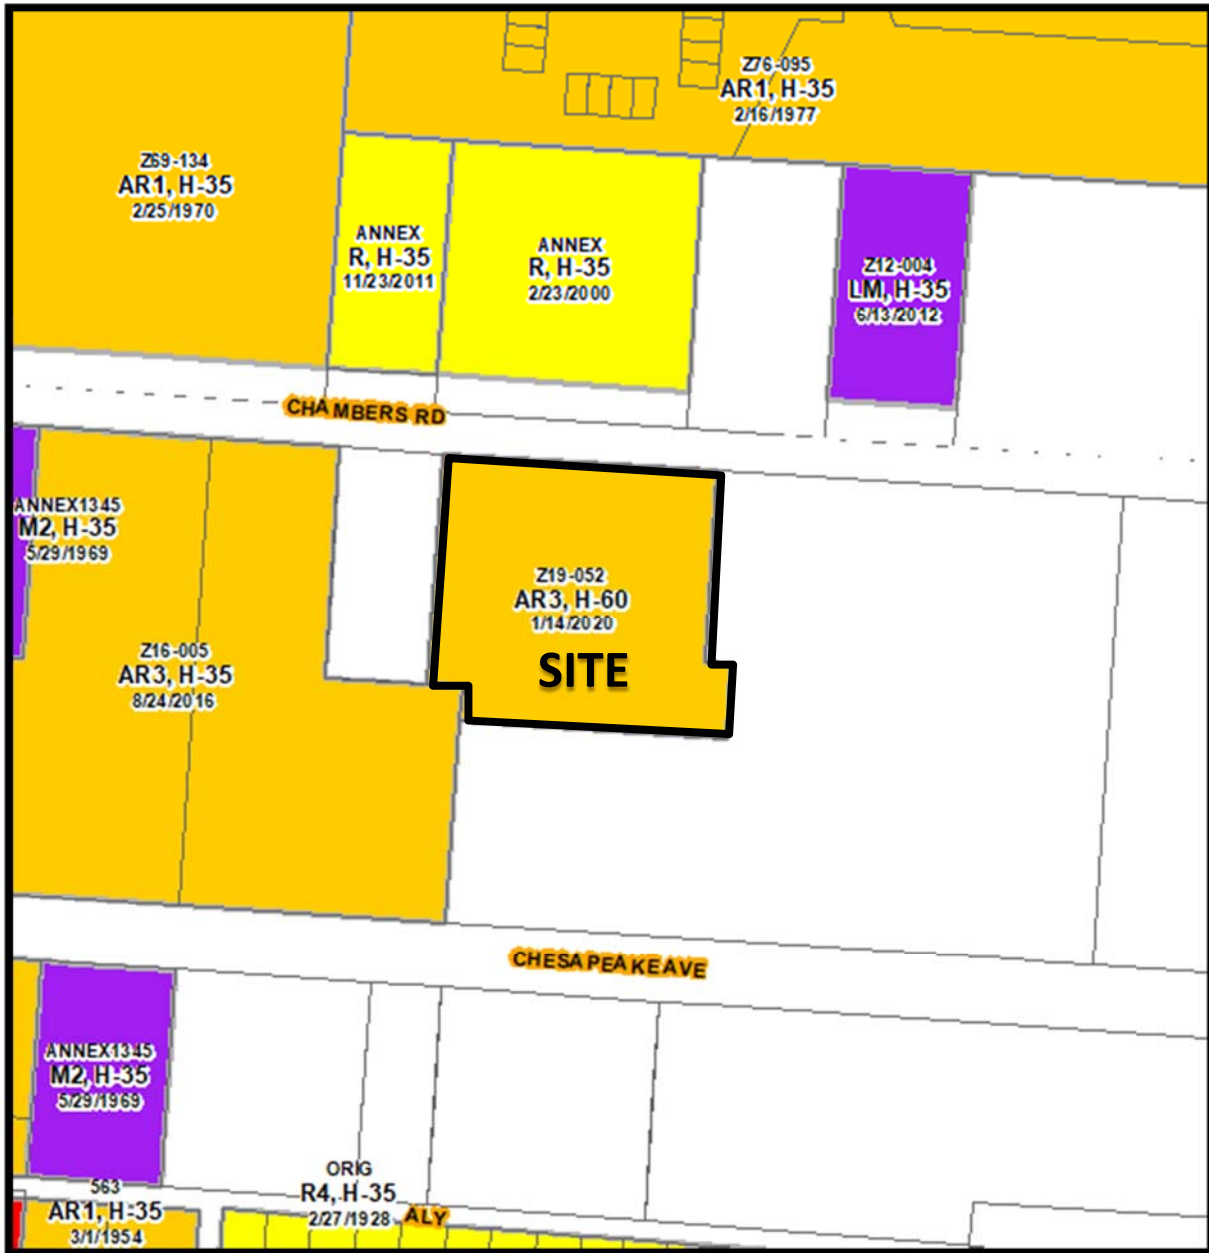 Z76-095
AR1, H-35
2/16/1977
Z69-134
AR1, H-35
2/25/1970
ANNEX
R, H-35
11/23/2011
ANNEX
R, H-35
2/23/2000
Z12-004
LM, H-35
6/13/2012
CHAMBERS RD
ANNEX1345
M2, H-35
5/29/1969
Z19-052
AR3, H-60
1/14/2020
SITE
Z16-005
AR3, H-35
8/24/2016
CHESAPEAKE AVE
ANNEX1345
M2, H-35
5/29/1969
563
AR1, H-35
3/1/1954
ORIG
R4, H-35
2/27/1928
ALY